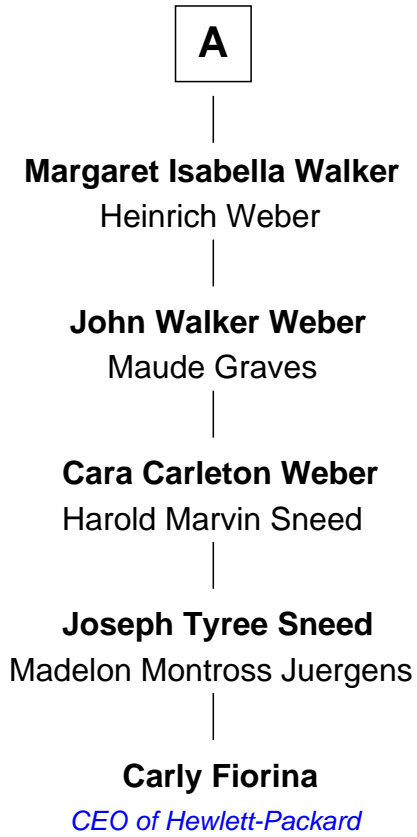 A
Margaret Isabella Walker
Heinrich Weber
John Walker Weber
Maude Graves
Cara Carleton Weber
Harold Marvin Sneed
Joseph Tyree Sneed
Madelon Montross Juergens
Carly Fiorina
CEO of Hewlett-Packard